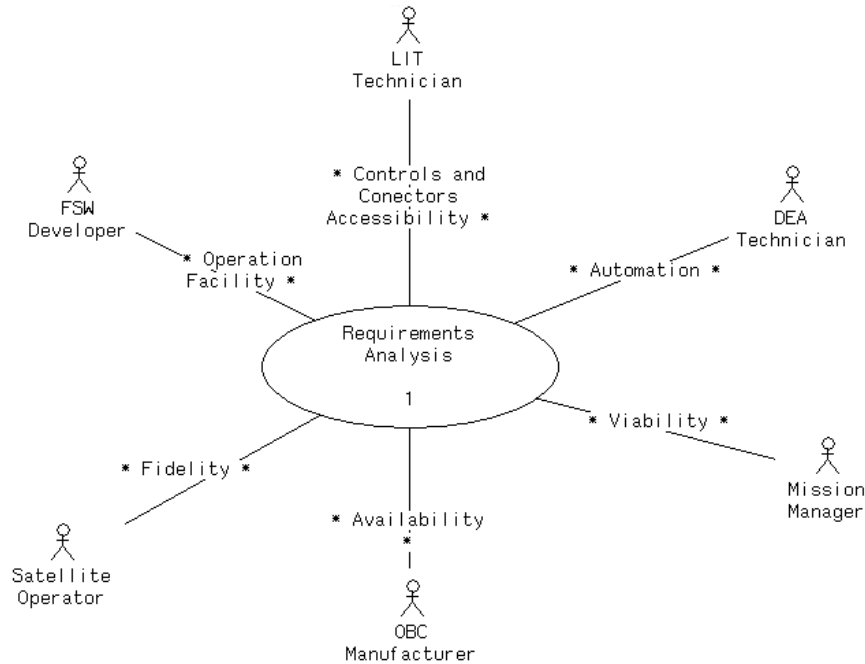 LIT
Technician
* Controls and
Conectors
Accessibility *
FSW
Developer
* Operation
Facility *
DEA
Technician
* Automation *
Requirements
Analysis
1
* Viability *
Mission
Manager
* Fidelity *
Satellite
Operator
* Availability
*
OBC
Manufacturer